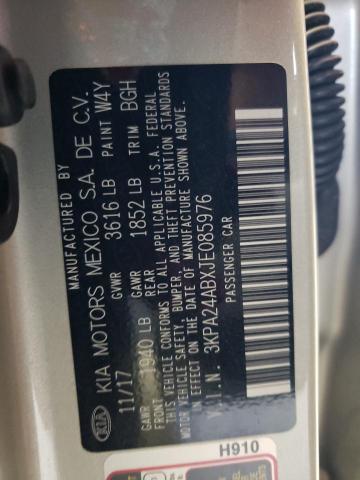 MANUFACTURED BY
KIA KIA MOTORS MEXICO S.A. DE C.V.
11/17 GVWR 3616 LB PAINT W4Y
GAWR FRONT 1940 LB GAWR REAR 1852 LB TRIM BGH
THIS VEHICLE CONFORMS TO ALL APPLICABLE U.S.A. FEDERAL
MOTOR VEHICLE SAFETY, BUMPER, AND THEFT PREVENTION STANDARDS
IN EFFECT ON THE DATE OF MANUFACTURE SHOWN ABOVE.
V.I.N. 3KPA24ABXJE085976
PASSENGER CAR
H910